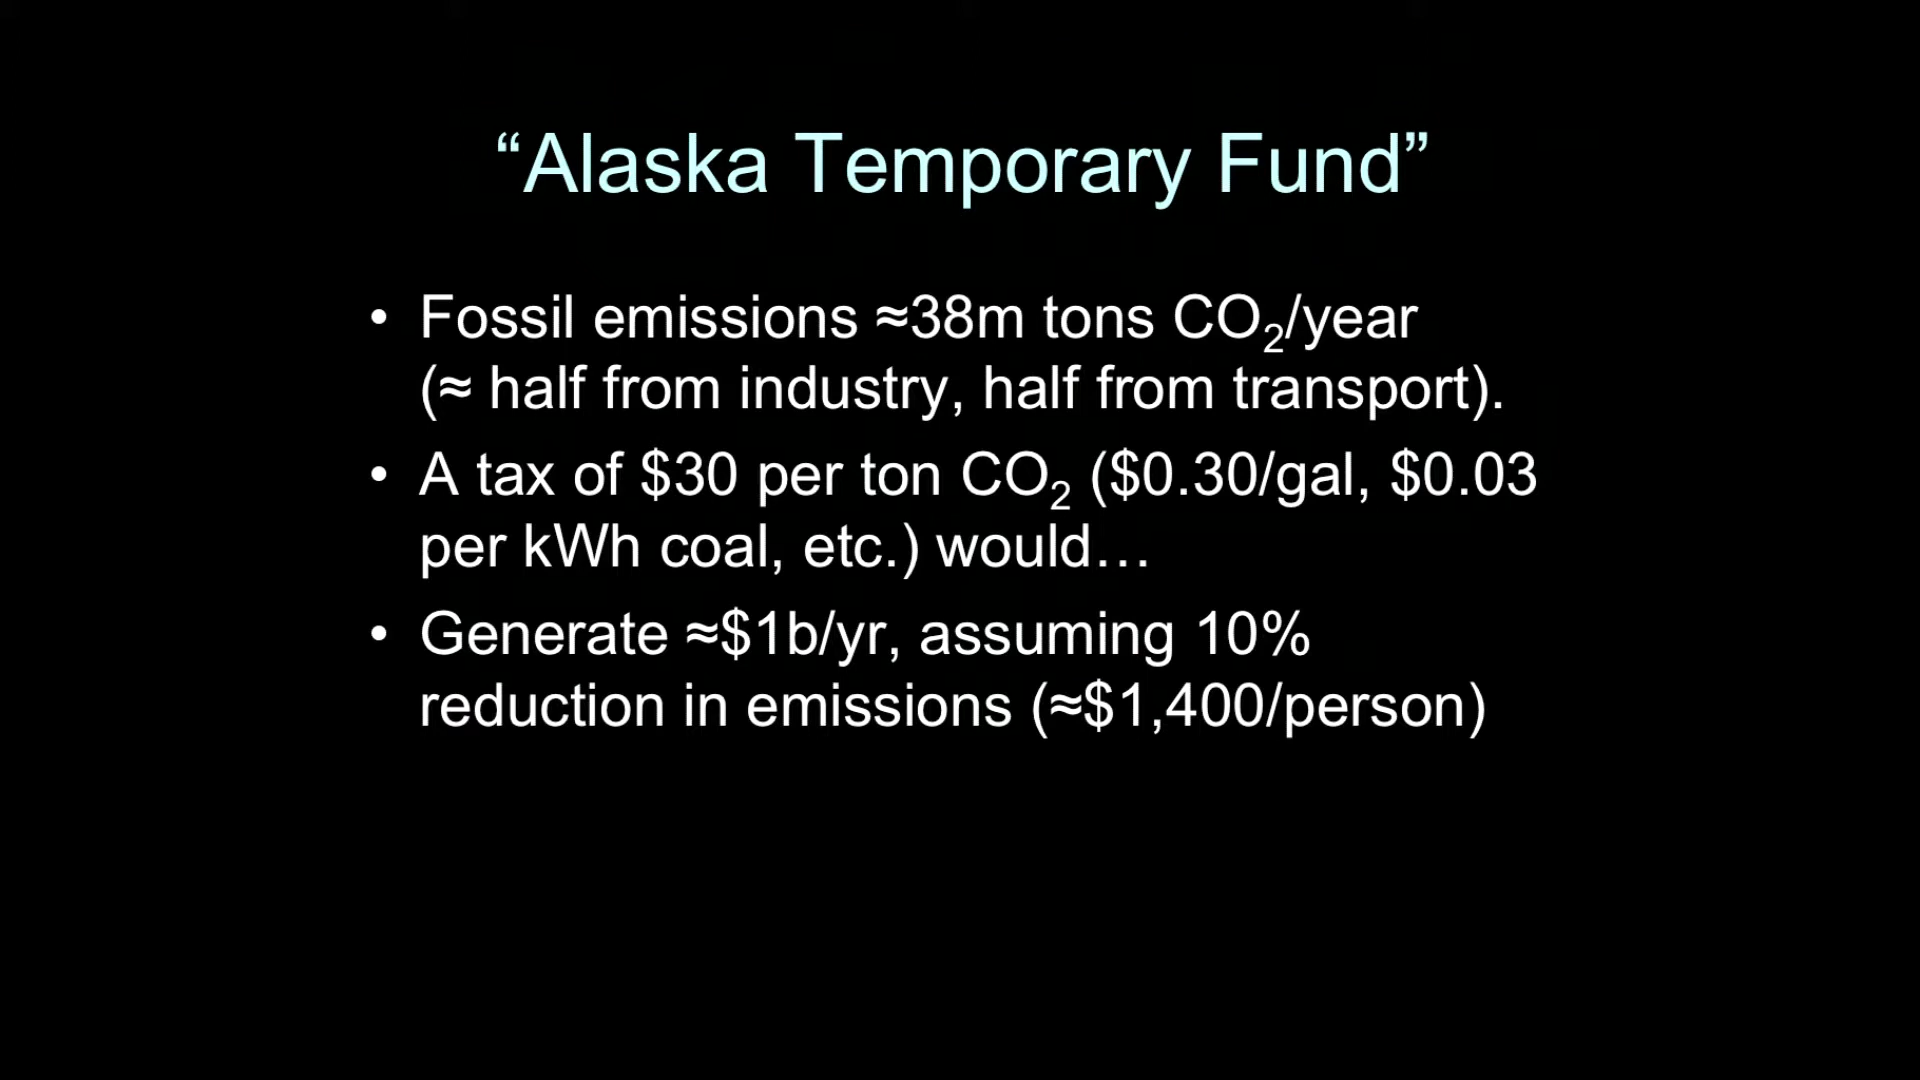 “Alaska Temporary Fund”
• Fossil emissions ≈38m tons CO₂/year
(≈ half from industry, half from transport).
• A tax of $30 per ton CO₂ ($0.30/gal, $0.03
per kWh coal, etc.) would…
• Generate ≈$1b/yr, assuming 10%
reduction in emissions (≈$1,400/person)